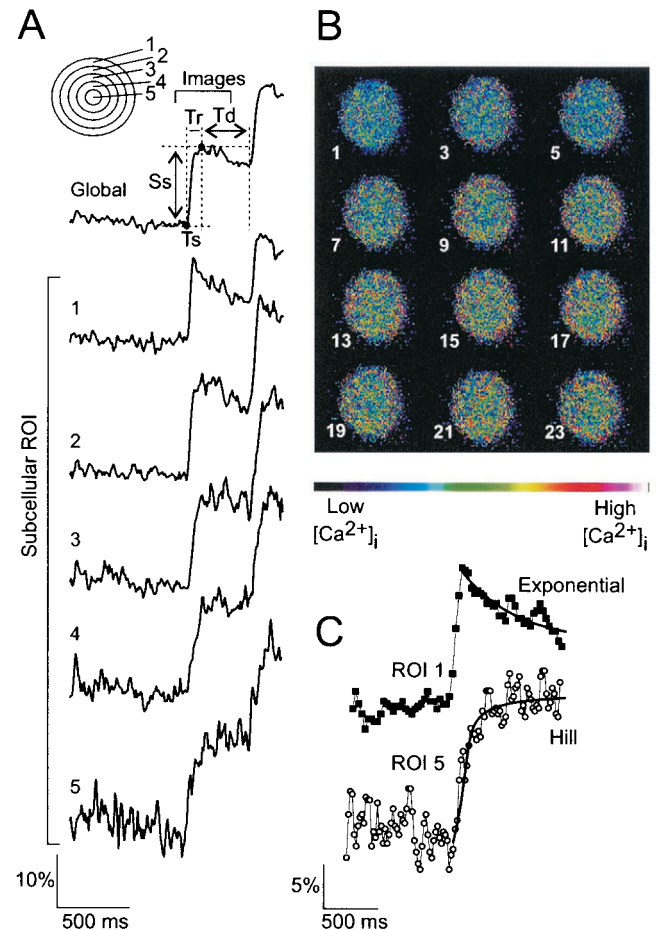 A
1
2
3
4
5
Images
Tr
Td
Ss
Global
Ts
Subcellular ROI
1
2
3
4
5
10%
500 ms
B
1
3
5
7
9
11
13
15
17
19
21
23
Low
[Ca2+]i
High
[Ca2+]i
C
Exponential
ROI 1
ROI 5
Hill
5%
500 ms